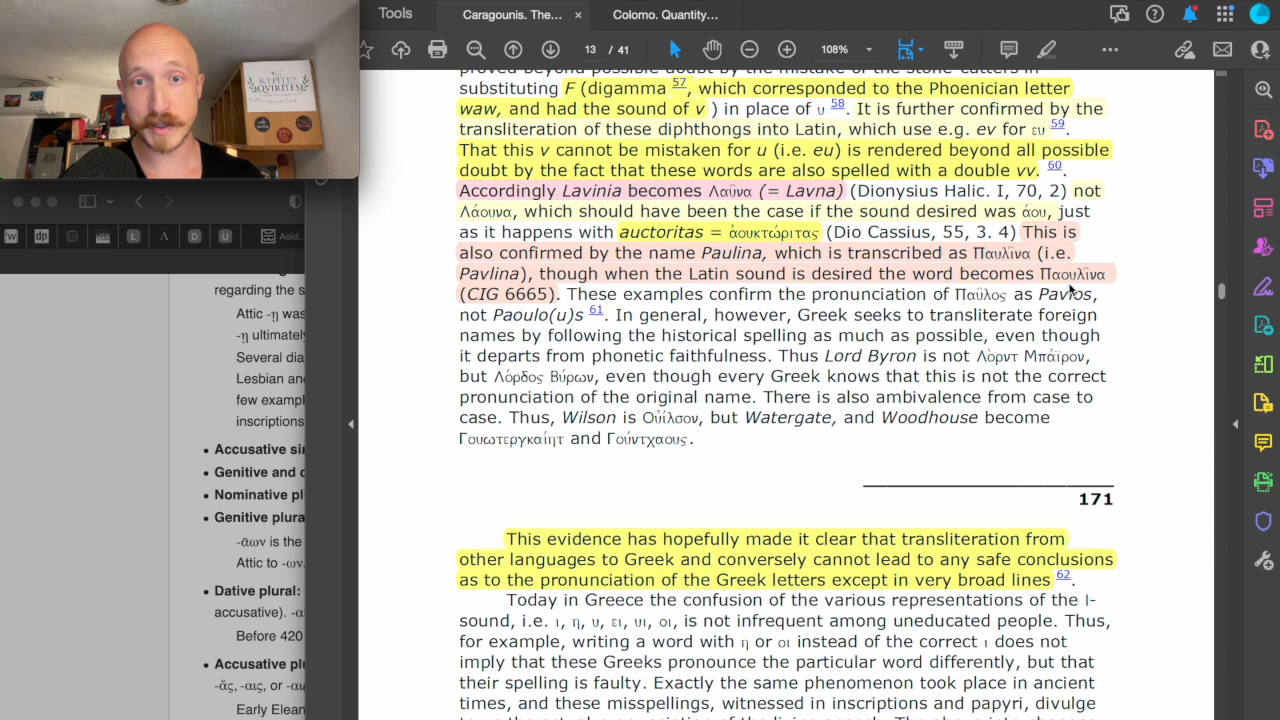 Tools
Caragounis. The... ×
Colomo. Quantity...
13 / 41
108%
ΚΥΡΙΤΕΣ
QVIRITES
proved beyond possible doubt by the mistake of the stone-cutters in
substituting F (digamma 57, which corresponded to the Phoenician letter
waw, and had the sound of v ) in place of υ 58. It is further confirmed by the
transliteration of these diphthongs into Latin, which use e.g. ev for ευ 59.
That this v cannot be mistaken for u (i.e. eu) is rendered beyond all possible
doubt by the fact that these words are also spelled with a double vv. 60.
Accordingly Lavinia becomes Λαῦνα (= Lavna) (Dionysius Halic. I, 70, 2) not
Λάουνα, which should have been the case if the sound desired was άου, just
as it happens with auctoritas = ἀουκτώριτας (Dio Cassius, 55, 3. 4) This is
also confirmed by the name Paulina, which is transcribed as Παυλῖνα (i.e.
Pavlina), though when the Latin sound is desired the word becomes Παουλῖνα
(CIG 6665). These examples confirm the pronunciation of Παῦλος as Pavlos,
not Paoulo(u)s 61. In general, however, Greek seeks to transliterate foreign
names by following the historical spelling as much as possible, even though
it departs from phonetic faithfulness. Thus Lord Byron is not Λὸρντ Μπάϊρον,
but Λόρδος Βύρων, even though every Greek knows that this is not the correct
pronunciation of the original name. There is also ambivalence from case to
case. Thus, Wilson is Οὐίλσον, but Watergate, and Woodhouse become
Γουωτεργκαίητ and Γούντχαους.
171
This evidence has hopefully made it clear that transliteration from
other languages to Greek and conversely cannot lead to any safe conclusions
as to the pronunciation of the Greek letters except in very broad lines 62.
Today in Greece the confusion of the various representations of the I-
sound, i.e. ι, η, υ, ει, υι, οι, is not infrequent among uneducated people. Thus,
for example, writing a word with η or οι instead of the correct ι does not
imply that these Greeks pronounce the particular word differently, but that
their spelling is faulty. Exactly the same phenomenon took place in ancient
times, and these misspellings, witnessed in inscriptions and papyri, divulge
W dp L Λ D U Aoid...
regarding the s
Attic -ῃ was
-ῃ ultimately
Several dia
Lesbian and
few exampl
inscriptions
• Accusative sin
• Genitive and d
• Nominative pl
• Genitive plura
-ᾱ́ων is the
Attic to -ων.
• Dative plural:
accusative). -α
Before 420
• Accusative plu
-ᾰς, -αις, or -αι
Early Elean